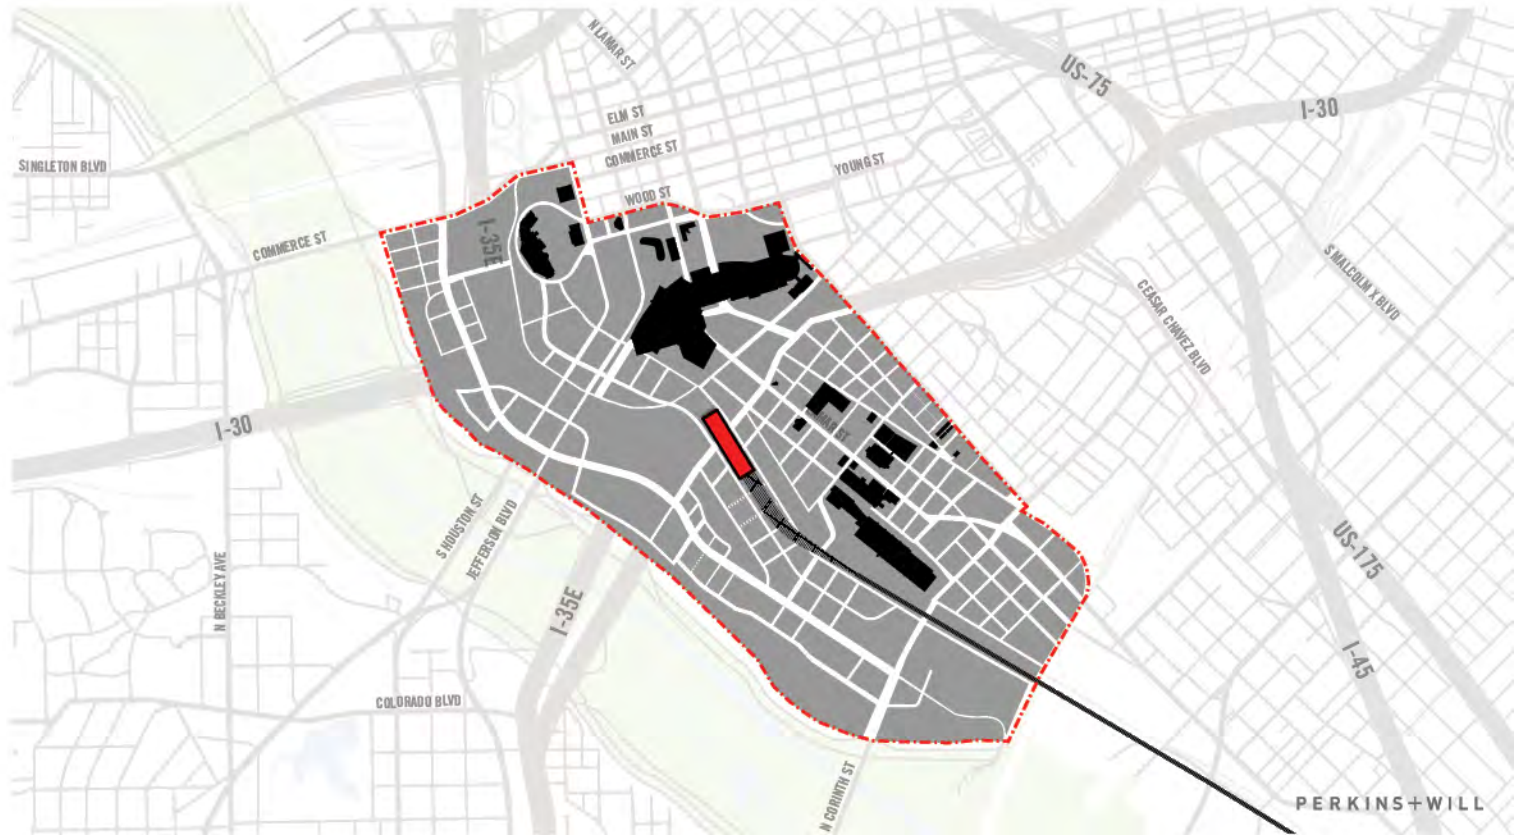 N LAMAR ST
US-75
I-30
ELM ST
MAIN ST
COMMERCE ST
SINGLETON BLVD
YOUNG ST
WOOD ST
I-35E
COMMERCE ST
S MALCOLM X BLVD
CEASAR CHAVEZ BLVD
I-30
S HOUSTON ST
JEFFERSON BLVD
US-175
N BECKLEY AVE
I-35E
I-45
COLORADO BLVD
N CORINTH ST
PERKINS+WILL